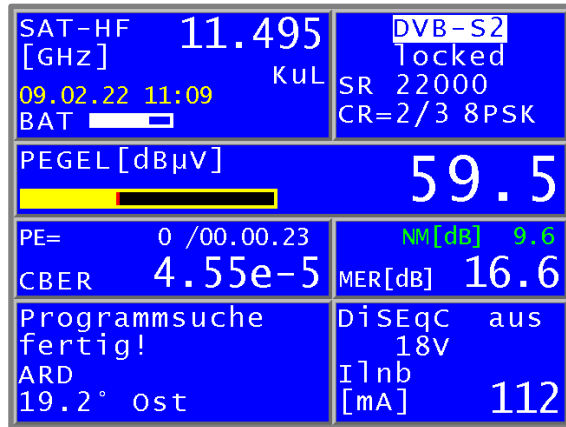 SAT-HF 11.495
[GHz]
KuL
09.02.22 11:09
BAT
DVB-S2
locked
SR 22000
CR=2/3 8PSK
PEGEL[dBµV] 59.5
PE= 0 /00.00.23
CBER 4.55e-5
NM[dB] 9.6
MER[dB] 16.6
Programmsuche
fertig!
ARD
19.2° Ost
DiSEqC aus
18V
Ilnb
[mA] 112